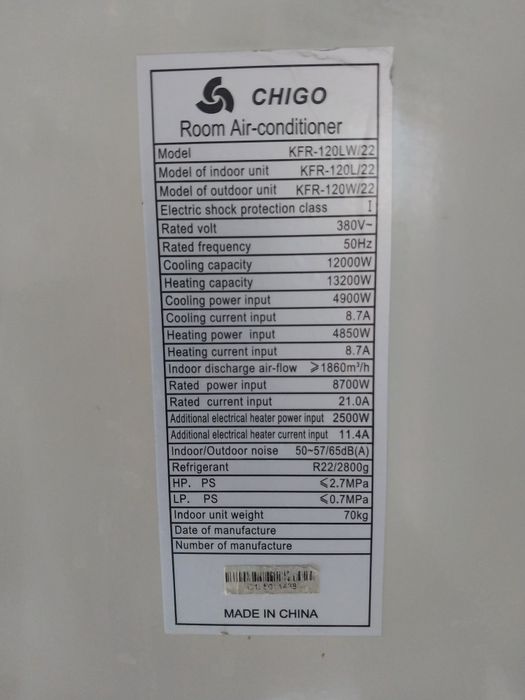 CHIGO
Room Air-conditioner
Model KFR-120LW/22
Model of indoor unit KFR-120L/22
Model of outdoor unit KFR-120W/22
Electric shock protection class I
Rated volt 380V~
Rated frequency 50Hz
Cooling capacity 12000W
Heating capacity 13200W
Cooling power input 4900W
Cooling current input 8.7A
Heating power input 4850W
Heating current input 8.7A
Indoor discharge air-flow ⩾1860m³/h
Rated power input 8700W
Rated current input 21.0A
Additional electrical heater power input 2500W
Additional electrical heater current input 11.4A
Indoor/Outdoor noise 50~57/65dB(A)
Refrigerant R22/2800g
HP. PS ⩽2.7MPa
LP. PS ⩽0.7MPa
Indoor unit weight 70kg
Date of manufacture
Number of manufacture
MADE IN CHINA